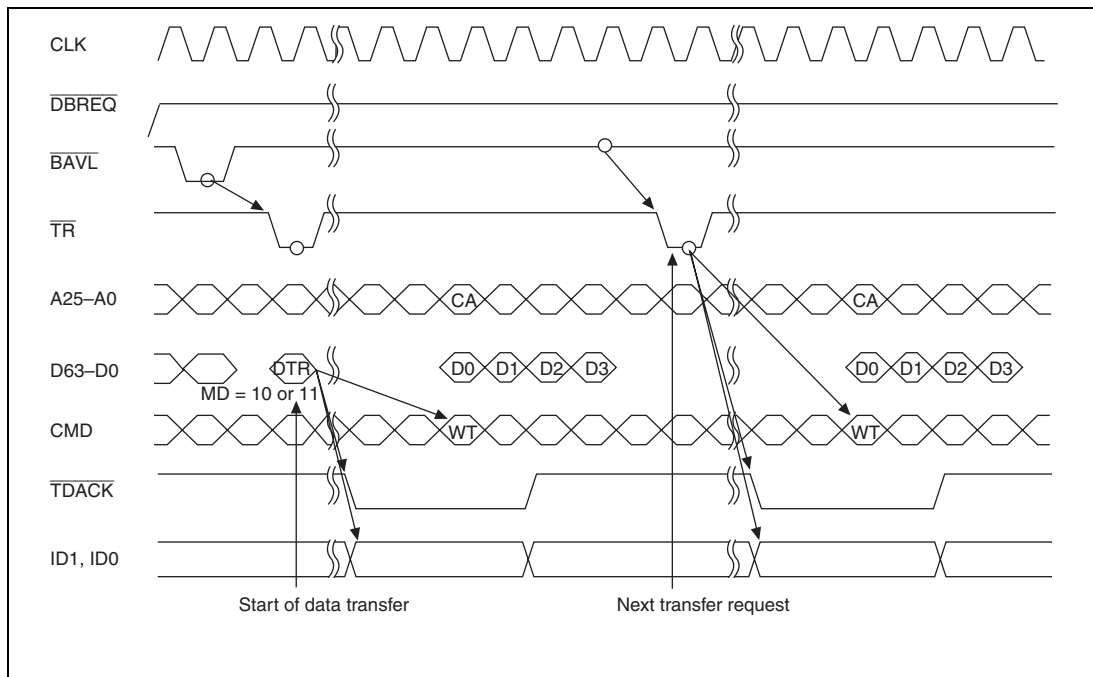 CLK
DBREQ
BAVL
TR
A25–A0 CA CA
D63–D0 DTR D0 D1 D2 D3 D0 D1 D2 D3
MD = 10 or 11
CMD WT WT
TDACK
ID1, ID0
Start of data transfer Next transfer request